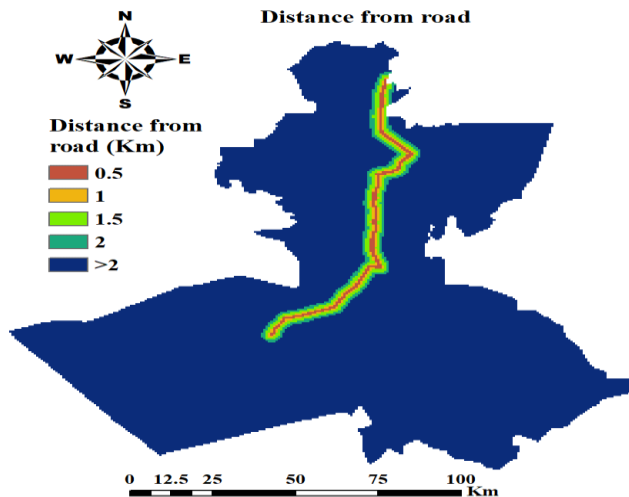 Distance from road
N
W E
S
Distance from
road (Km)
0.5
1
1.5
2
>2
0 12.5 25 50 75 100
Km